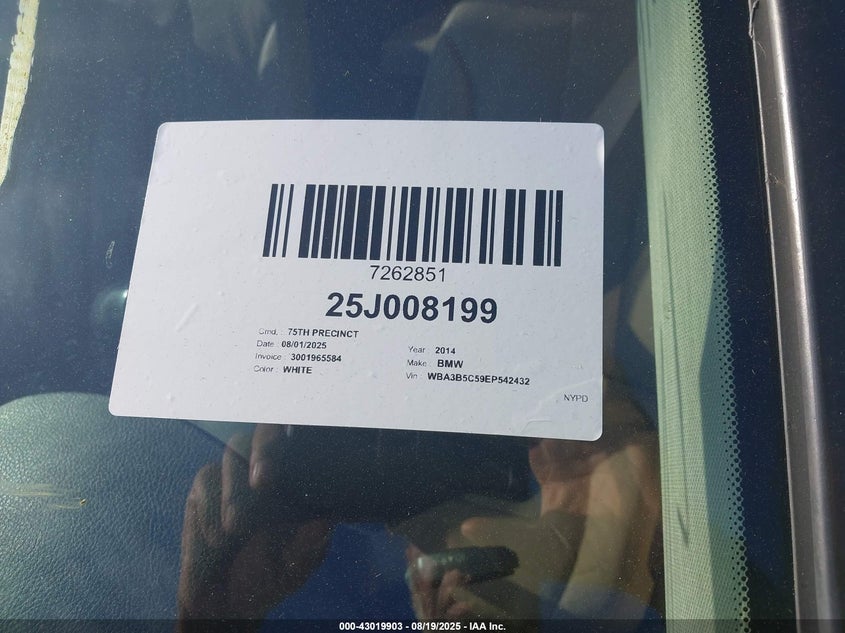 7262851
25J008199
Cmd. : 75TH PRECINCT
Date : 08/01/2025
Invoice : 3001965584
Color : WHITE
Year : 2014
Make : BMW
Vin : WBA3B5C59EP542432
NYPD
000-43019903 - 08/19/2025 - IAA Inc.